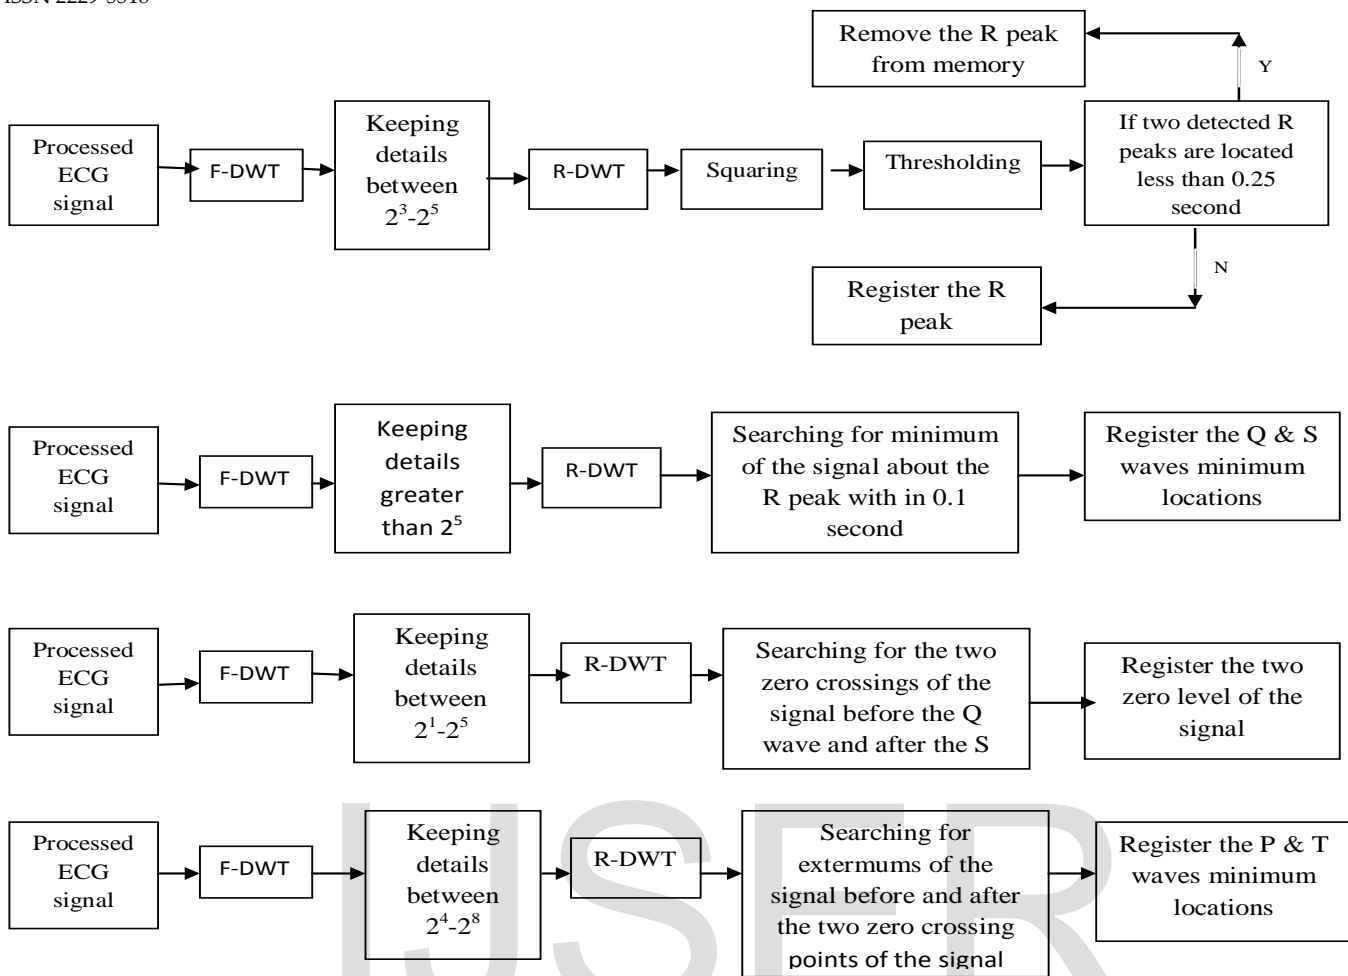 ISSN 2229-5518
Remove the R peak
from memory
Y
Processed
ECG
signal
F-DWT
Keeping
details
between
2³-2⁵
R-DWT
Squaring
Thresholding
If two detected R
peaks are located
less than 0.25
second
N
Register the R
peak
Processed
ECG
signal
F-DWT
Keeping
details
greater
than 2⁵
R-DWT
Searching for minimum
of the signal about the
R peak with in 0.1
second
Register the Q & S
waves minimum
locations
Processed
ECG
signal
F-DWT
Keeping
details
between
2¹-2⁵
R-DWT
Searching for the two
zero crossings of the
signal before the Q
wave and after the S
Register the two
zero level of the
signal
Processed
ECG
signal
F-DWT
Keeping
details
between
2⁴-2⁸
R-DWT
Searching for
extermums of the
signal before and after
the two zero crossing
points of the signal
Register the P & T
waves minimum
locations
IJSER